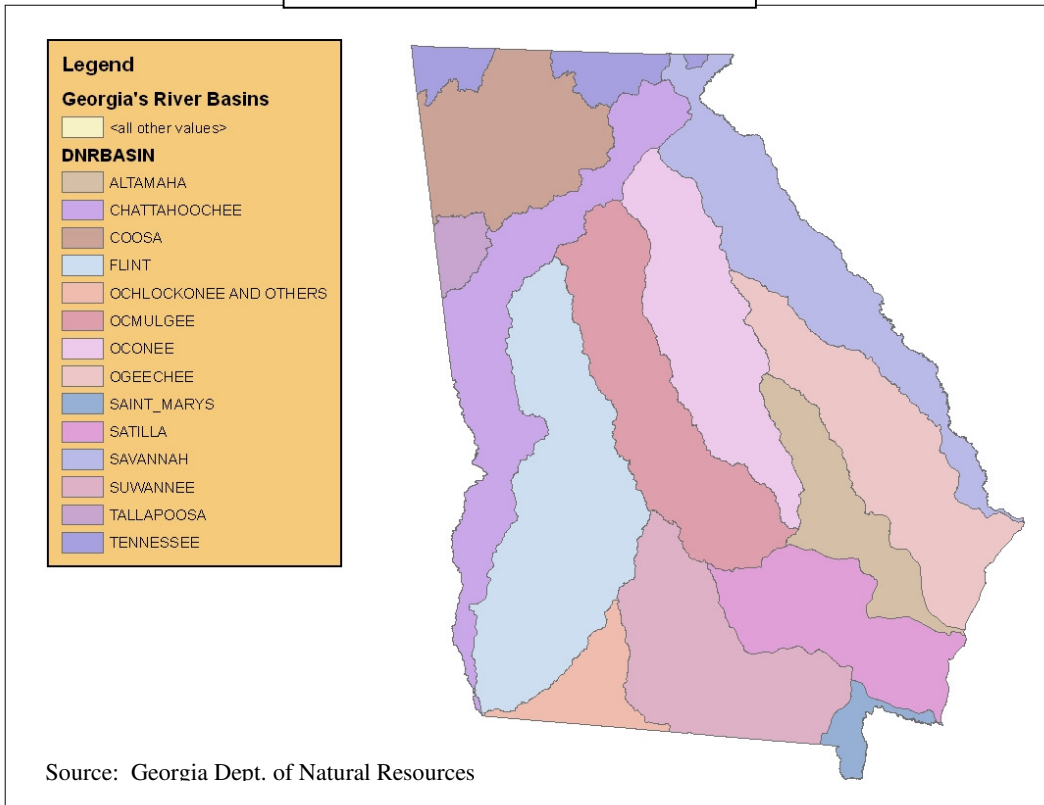 Legend
Georgia's River Basins
<all other values>
DNRBASIN
ALTAMAHA
CHATTAHOOCHEE
COOSA
FLINT
OCHLOCKONEE AND OTHERS
OCMULGEE
OCONEE
OGEECHEE
SAINT_MARYS
SATILLA
SAVANNAH
SUWANNEE
TALLAPOOSA
TENNESSEE
Source: Georgia Dept. of Natural Resources